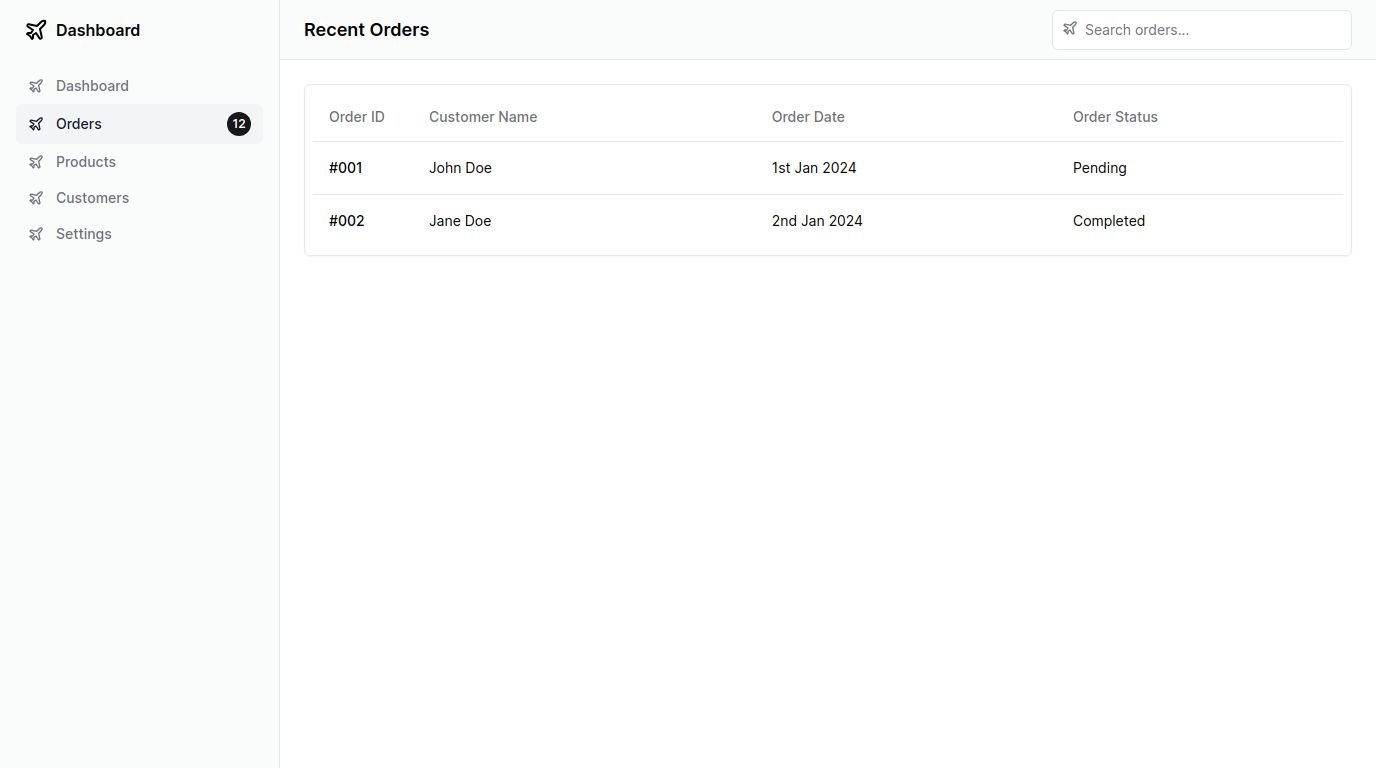 Dashboard
Recent Orders
Search orders...
Dashboard
Orders 12
Products
Customers
Settings
Order ID Customer Name Order Date Order Status
#001 John Doe 1st Jan 2024 Pending
#002 Jane Doe 2nd Jan 2024 Completed